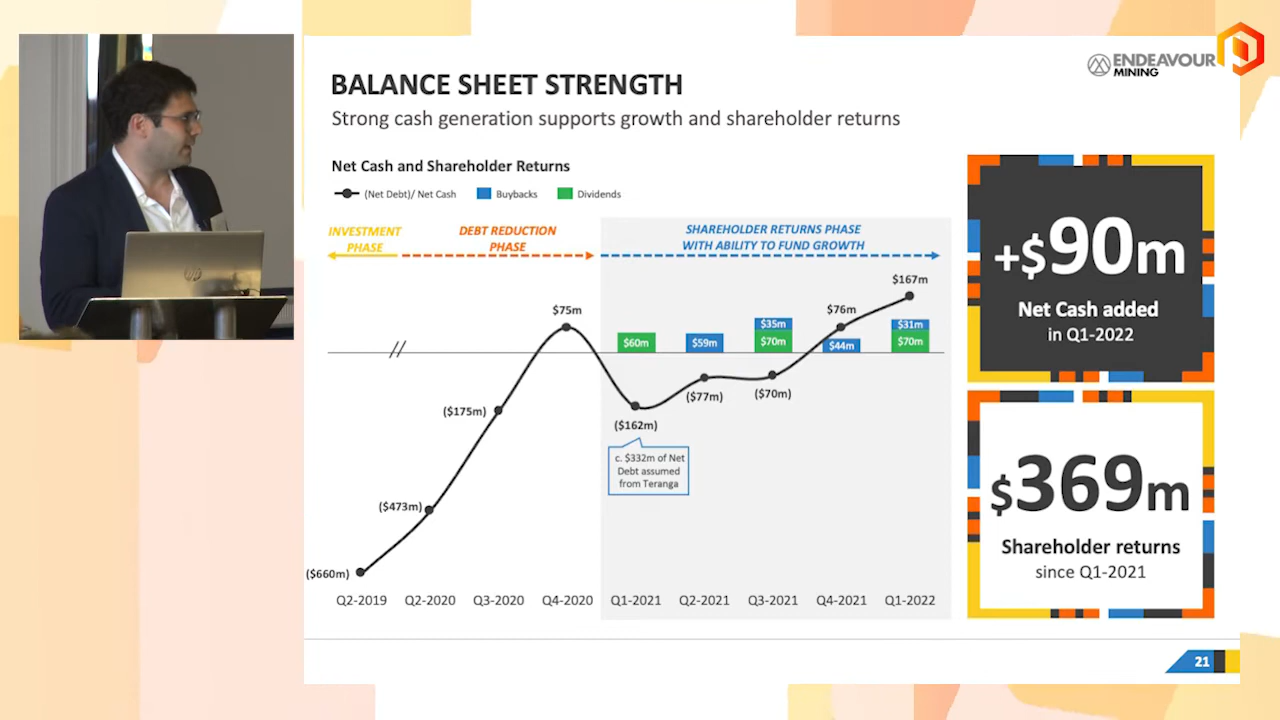 ENDEAVOUR
MINING
BALANCE SHEET STRENGTH
Strong cash generation supports growth and shareholder returns
Net Cash and Shareholder Returns
(Net Debt)/ Net Cash
Buybacks
Dividends
INVESTMENT
PHASE
DEBT REDUCTION
PHASE
SHAREHOLDER RETURNS PHASE
WITH ABILITY TO FUND GROWTH
($660m)
($473m)
($175m)
$75m
($162m)
($77m)
($70m)
$76m
$167m
$60m
$59m
$35m
$70m
$44m
$31m
$70m
c. $332m of Net
Debt assumed
from Teranga
Q2-2019 Q2-2020 Q3-2020 Q4-2020 Q1-2021 Q2-2021 Q3-2021 Q4-2021 Q1-2022
+$90m
Net Cash added
in Q1-2022
$369m
Shareholder returns
since Q1-2021
21
hp